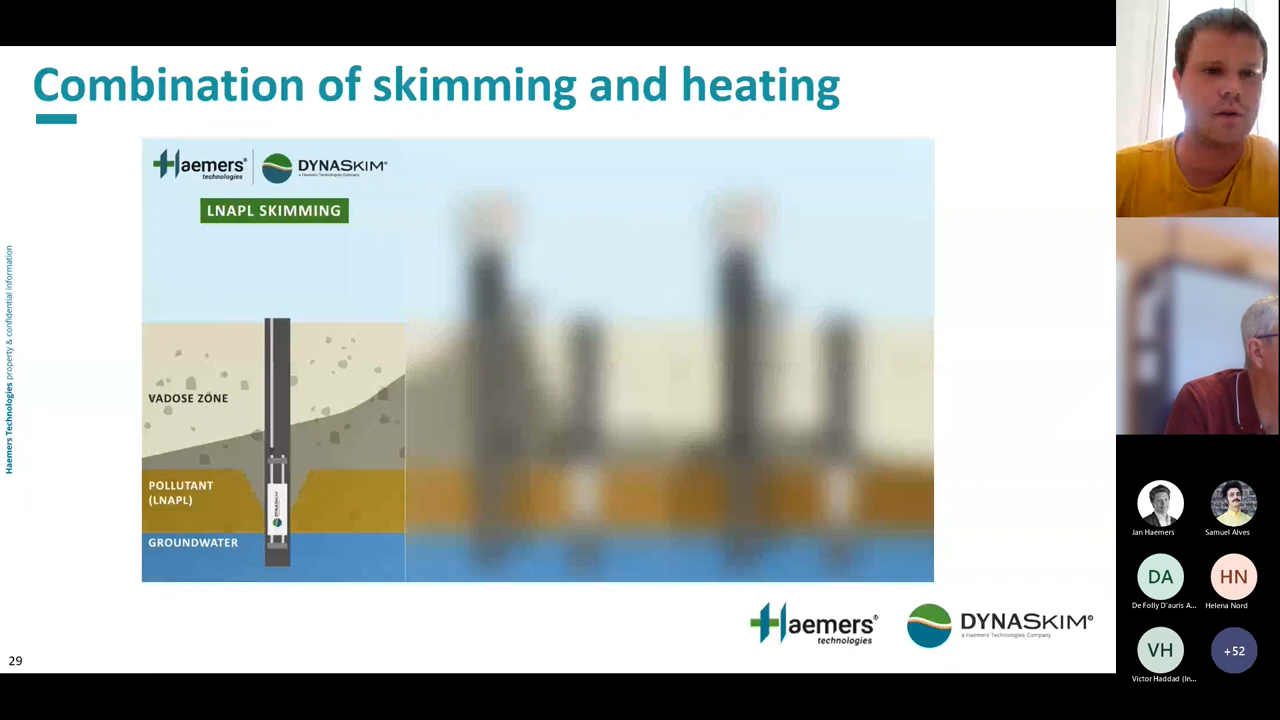 Combination of skimming and heating
Haemers®
technologies
DYNASKIM®
a Haemers Technologies Company
LNAPL SKIMMING
VADOSE ZONE
POLLUTANT
(LNAPL)
DYNASKIM
GROUNDWATER
Haemers Technologies property & confidential information
Haemers®
technologies
DYNASKIM®
a Haemers Technologies Company
29
Jan Haemers
Samuel Alves
DA
HN
De Folly D'auris A...
Helena Nord
VH
+52
Victor Haddad (In...